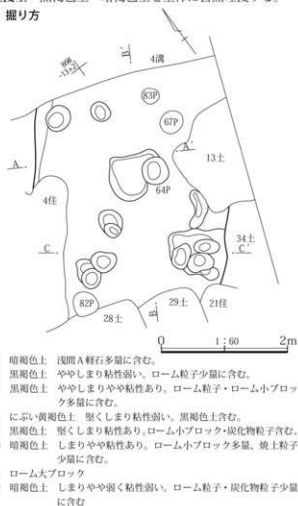 掘り方
4溝
B'
83P
67P
A
A'
13土
4住
64P
C
C'
34土
82P
28土
B
29土
21住
0 1:60 2m
暗褐色土 浅間A軽石多量に含む。
黒褐色土 ややしまり粘性弱い。ローム粒子少量に含む。
黒褐色土 ややしまりやや粘性あり。ローム粒子・ローム小ブロッ
ク多量に含む。
にぶい黄褐色土 堅くしまり粘性弱い。黒褐色土含む。
黒褐色土 堅くしまり粘性あり。ローム小ブロック・炭化物粒子含む。
暗褐色土 しまりやや粘性あり。ローム小ブロック多量、焼土粒子
少量に含む。
ローム大ブロック
暗褐色土 しまりやや弱く粘性弱い。ローム粒子・炭化物粒子少量
に含む